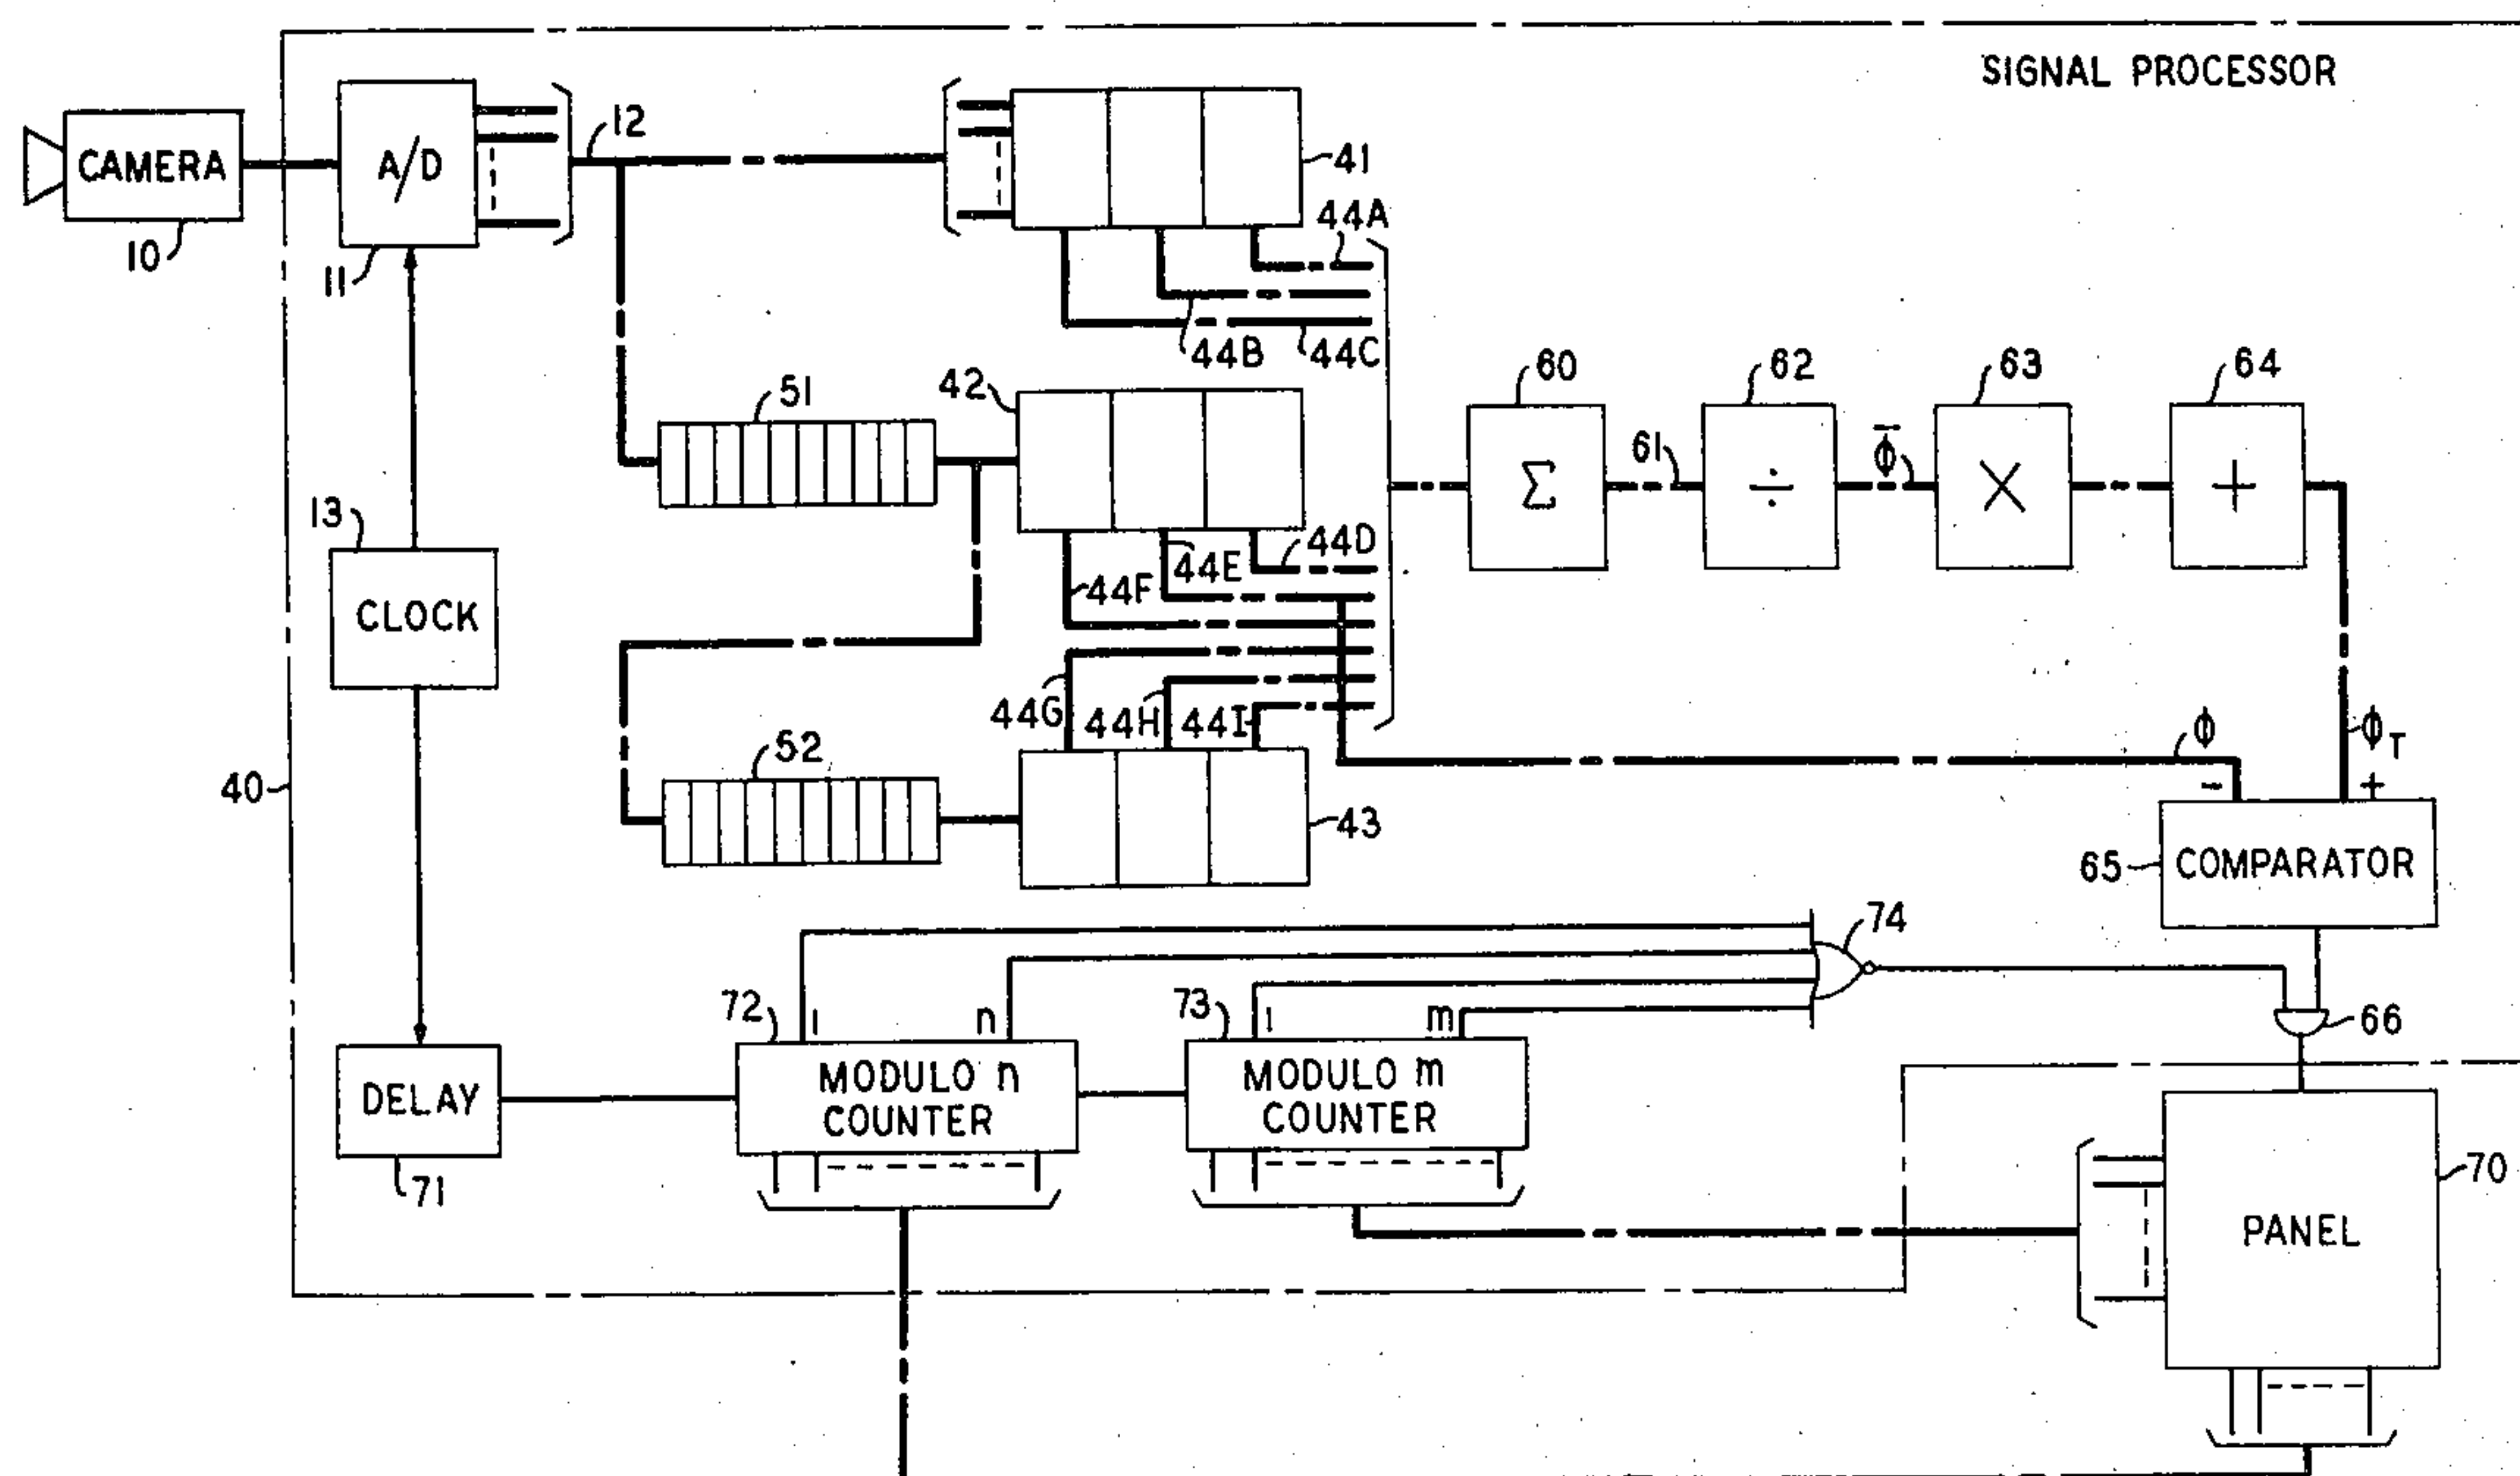 SIGNAL PROCESSOR
CAMERA
10
A/D
11
12
41
44A
44B
44C
13
CLOCK
51
42
44D
44E
44F
44G
44H
44I
52
43
40
60
Σ
61
62
÷
ϕ̄
63
×
64
+
ϕ
ϕT
-
+
65
COMPARATOR
74
66
72
1
n
MODULO n
COUNTER
73
1
m
MODULO m
COUNTER
DELAY
71
PANEL
70